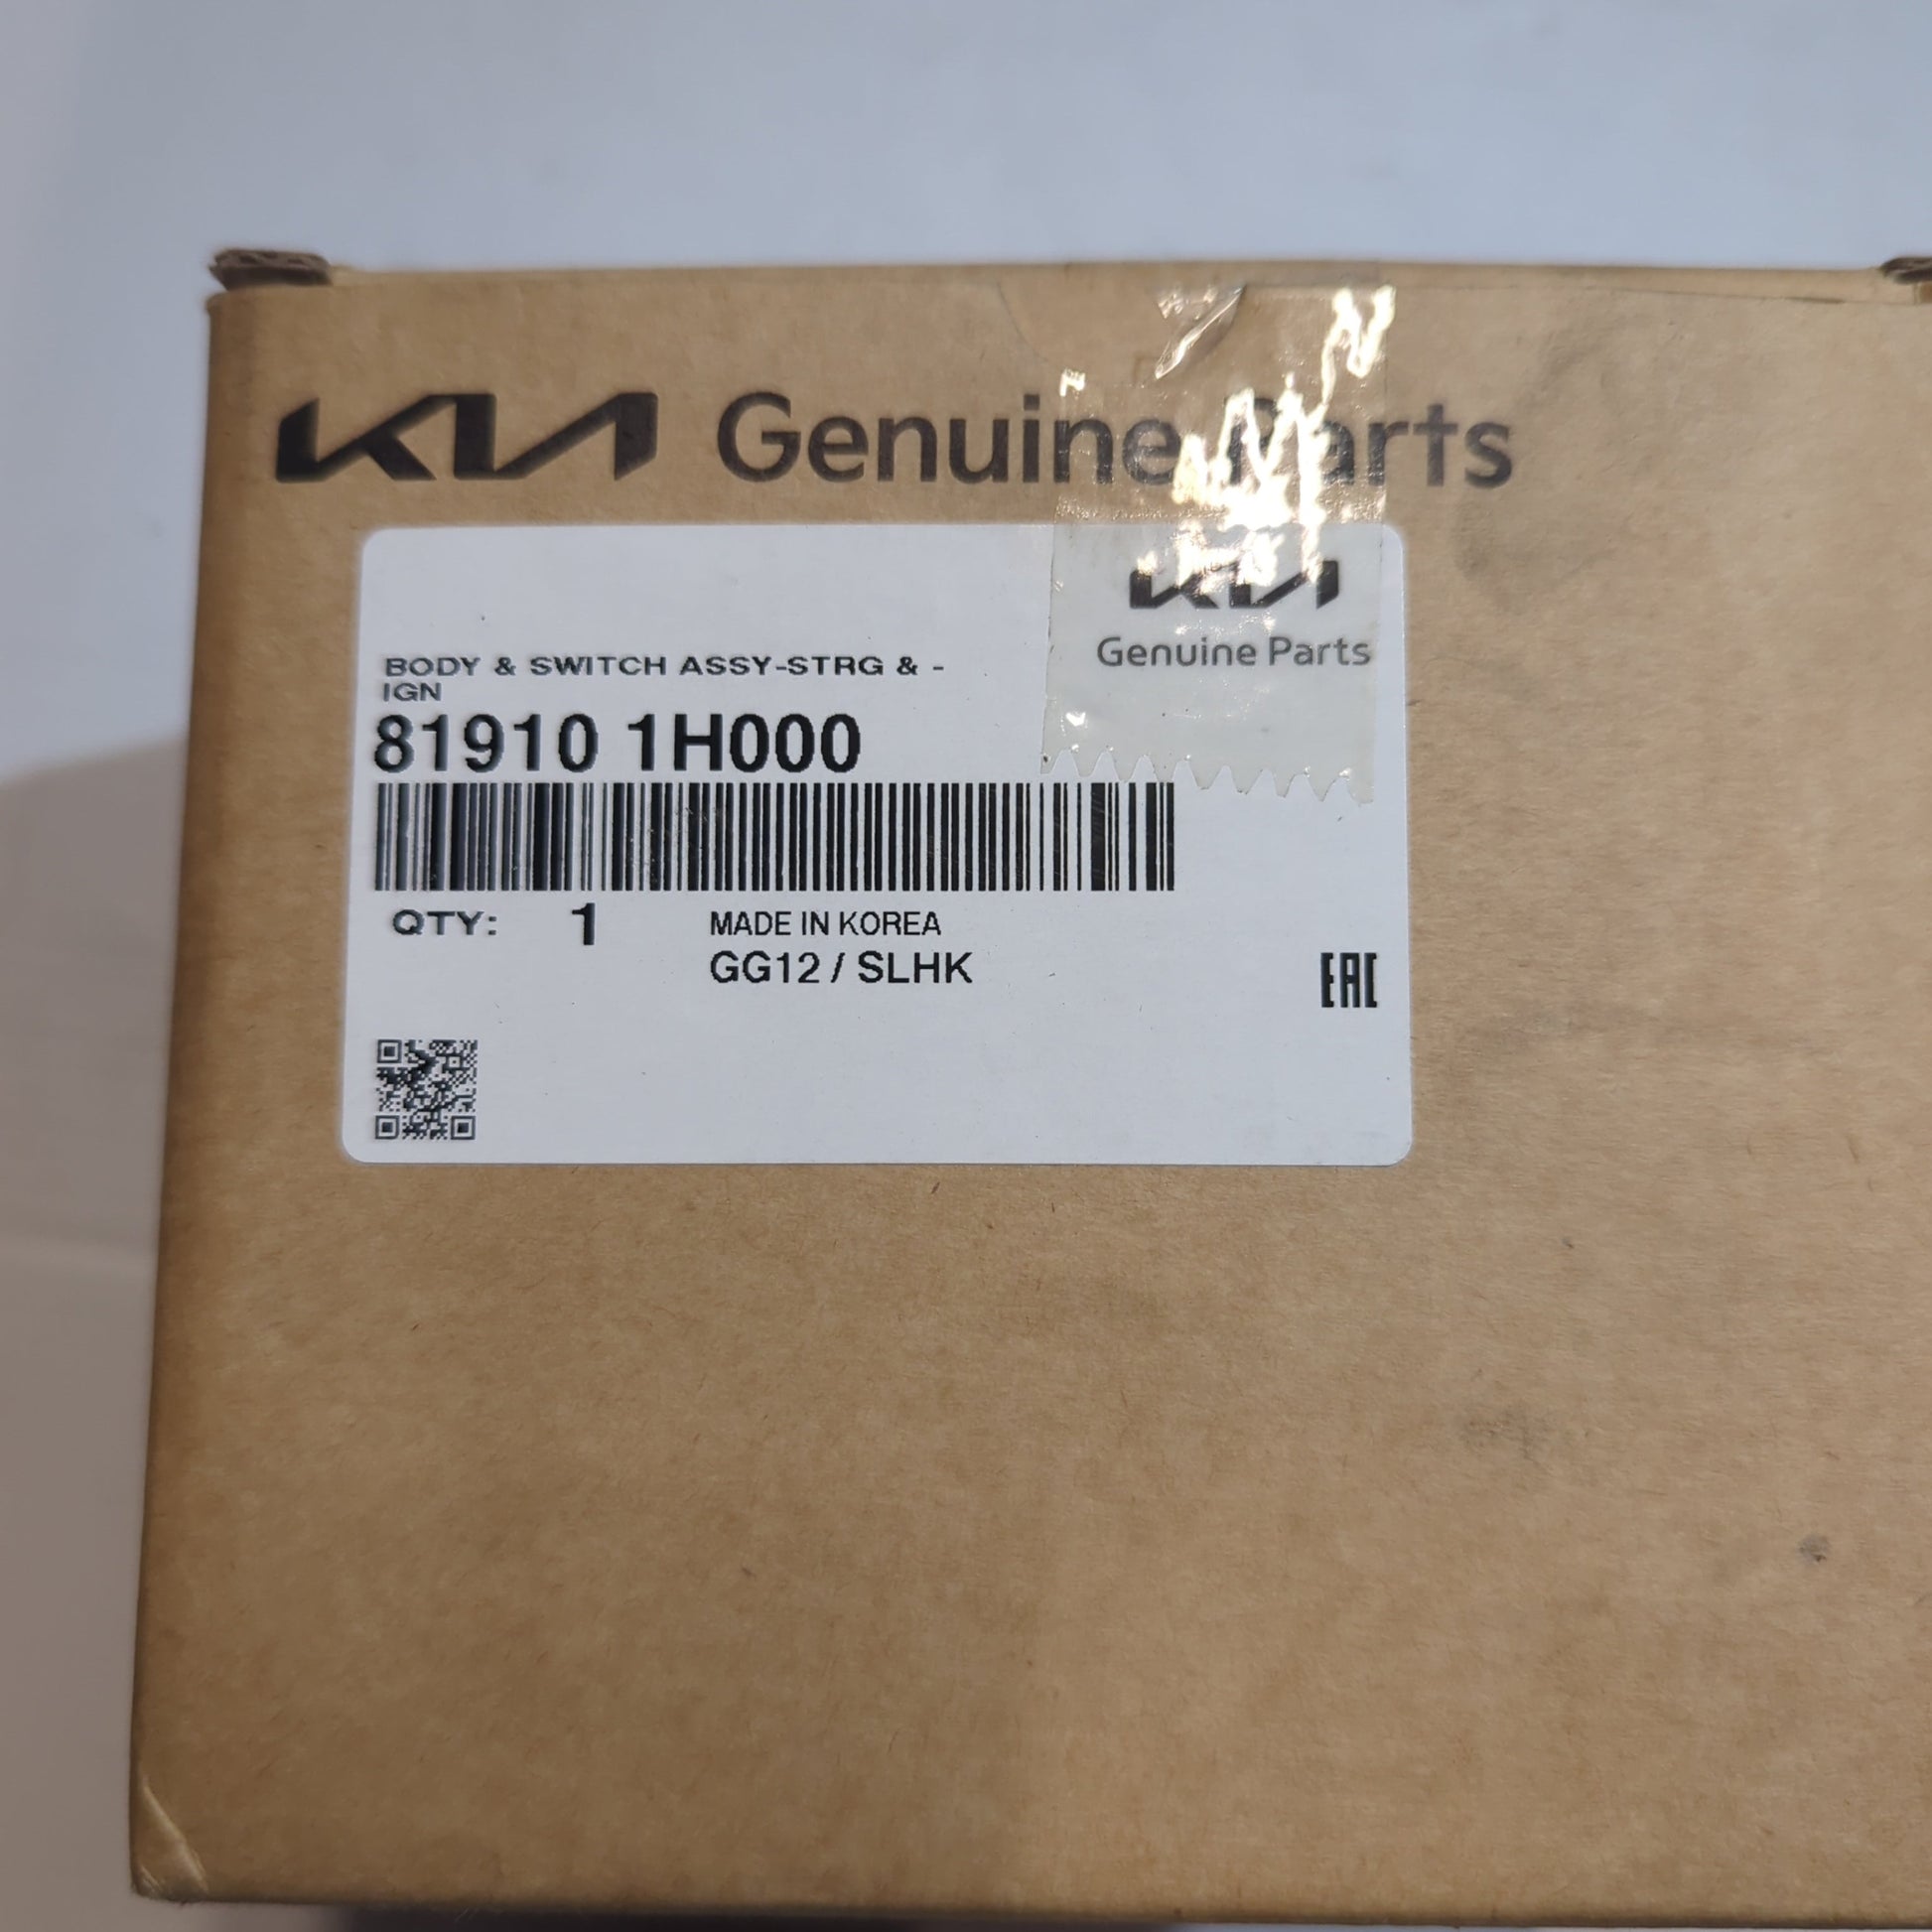 KIA Genuine Parts
KIA
Genuine Parts
BODY & SWITCH ASSY-STRG & -
IGN
81910 1H000
QTY: 1 MADE IN KOREA
GG12 / SLHK
EAC